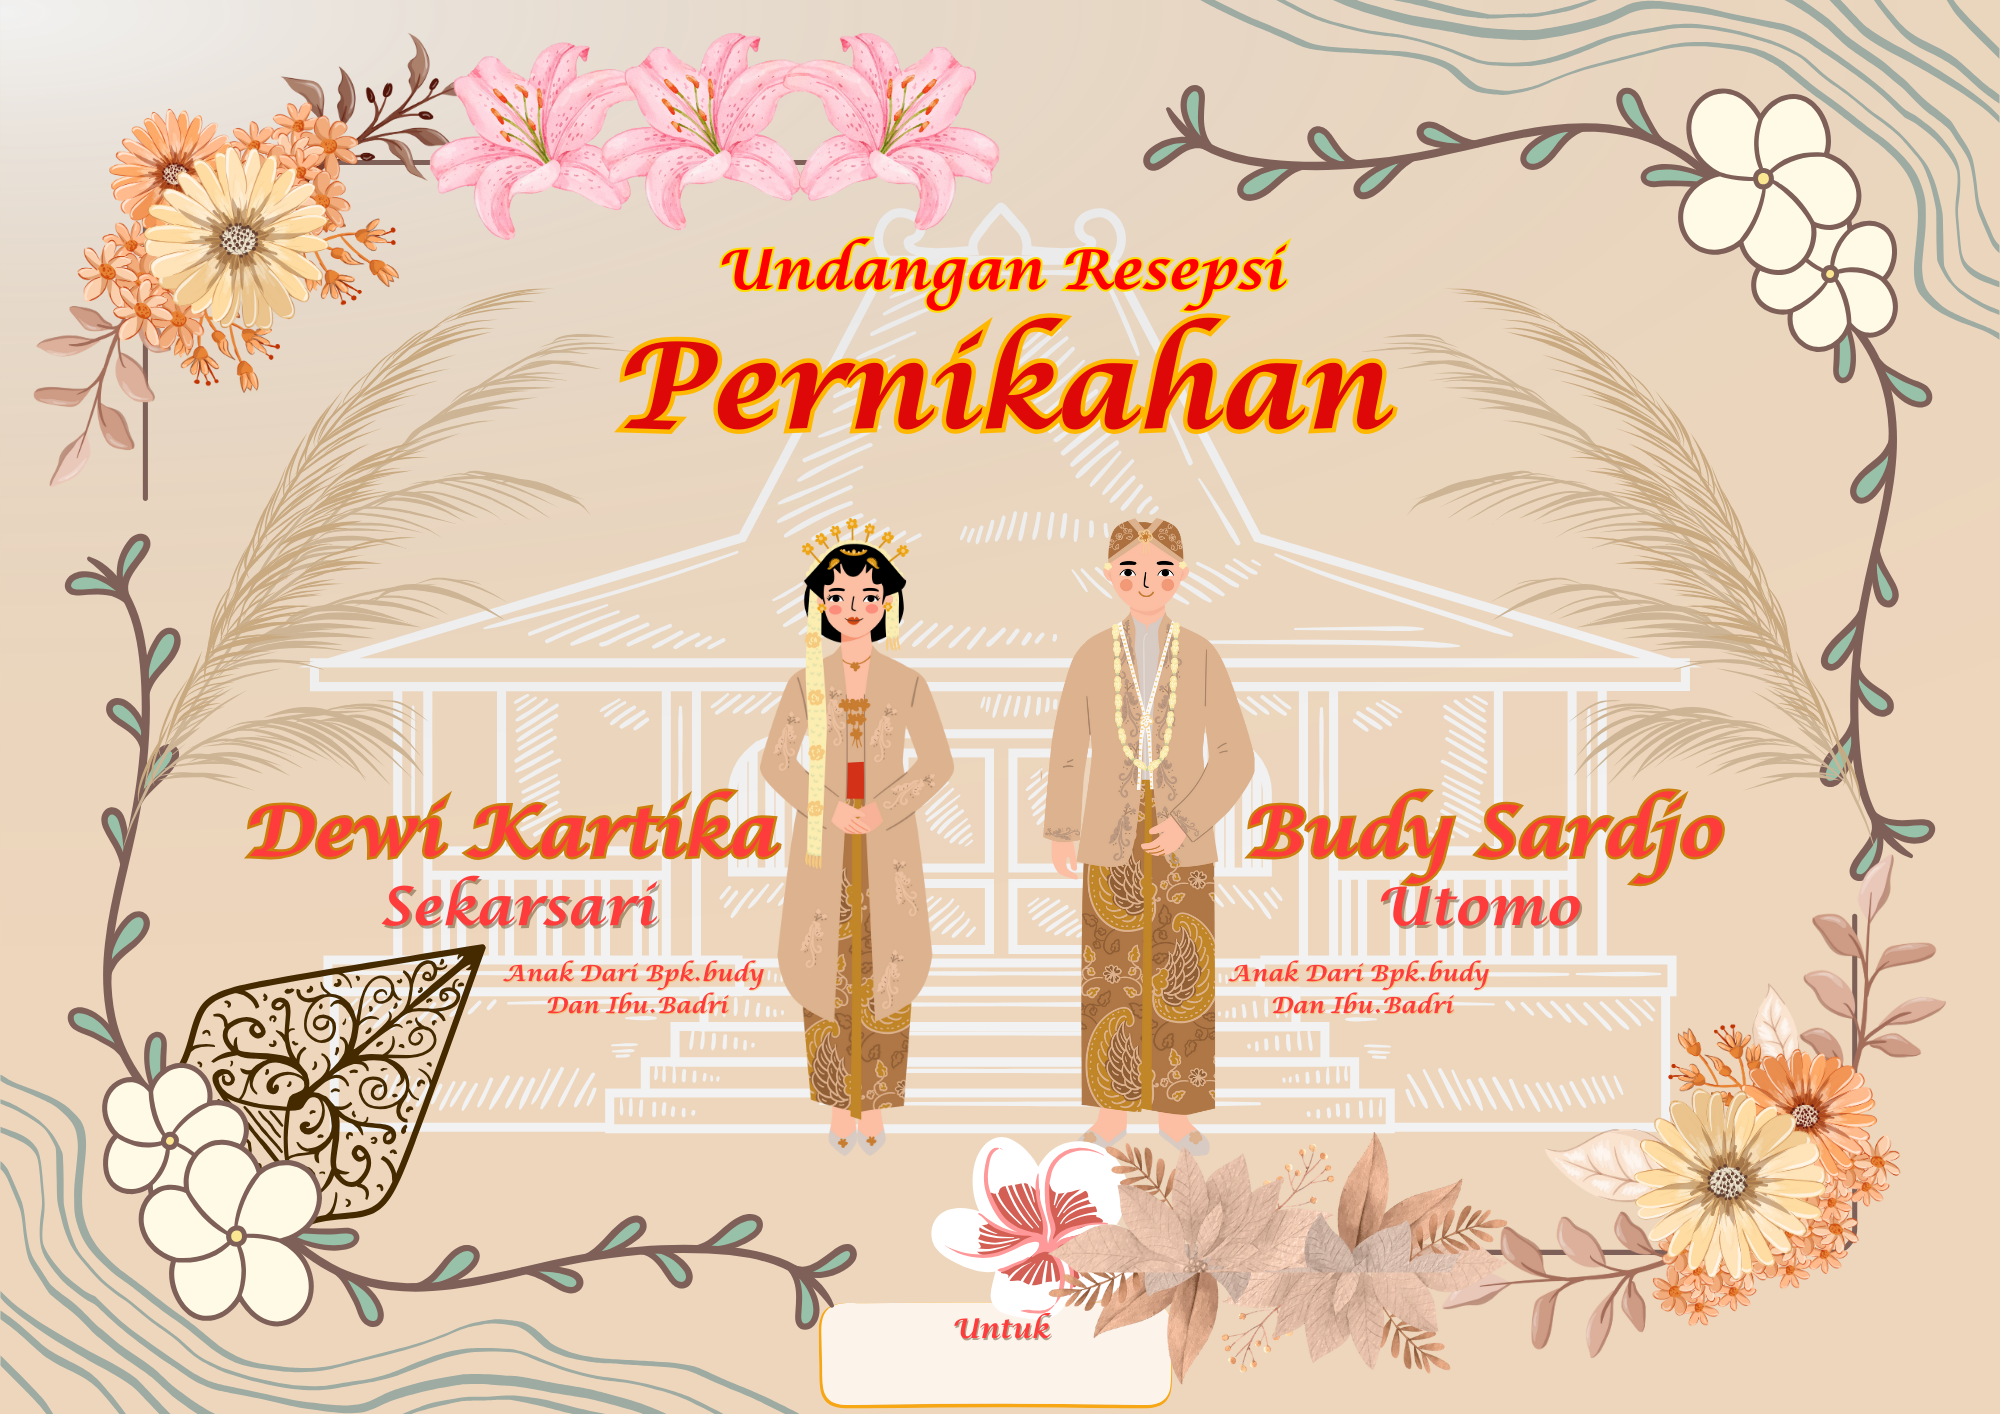 Undangan Resepsi
Pernikahan
Dewi Kartika
Sekarsari
Anak Dari Bpk.budy
Dan Ibu.Badri
Budy Sardjo
Utomo
Anak Dari Bpk.budy
Dan Ibu.Badri
Untuk